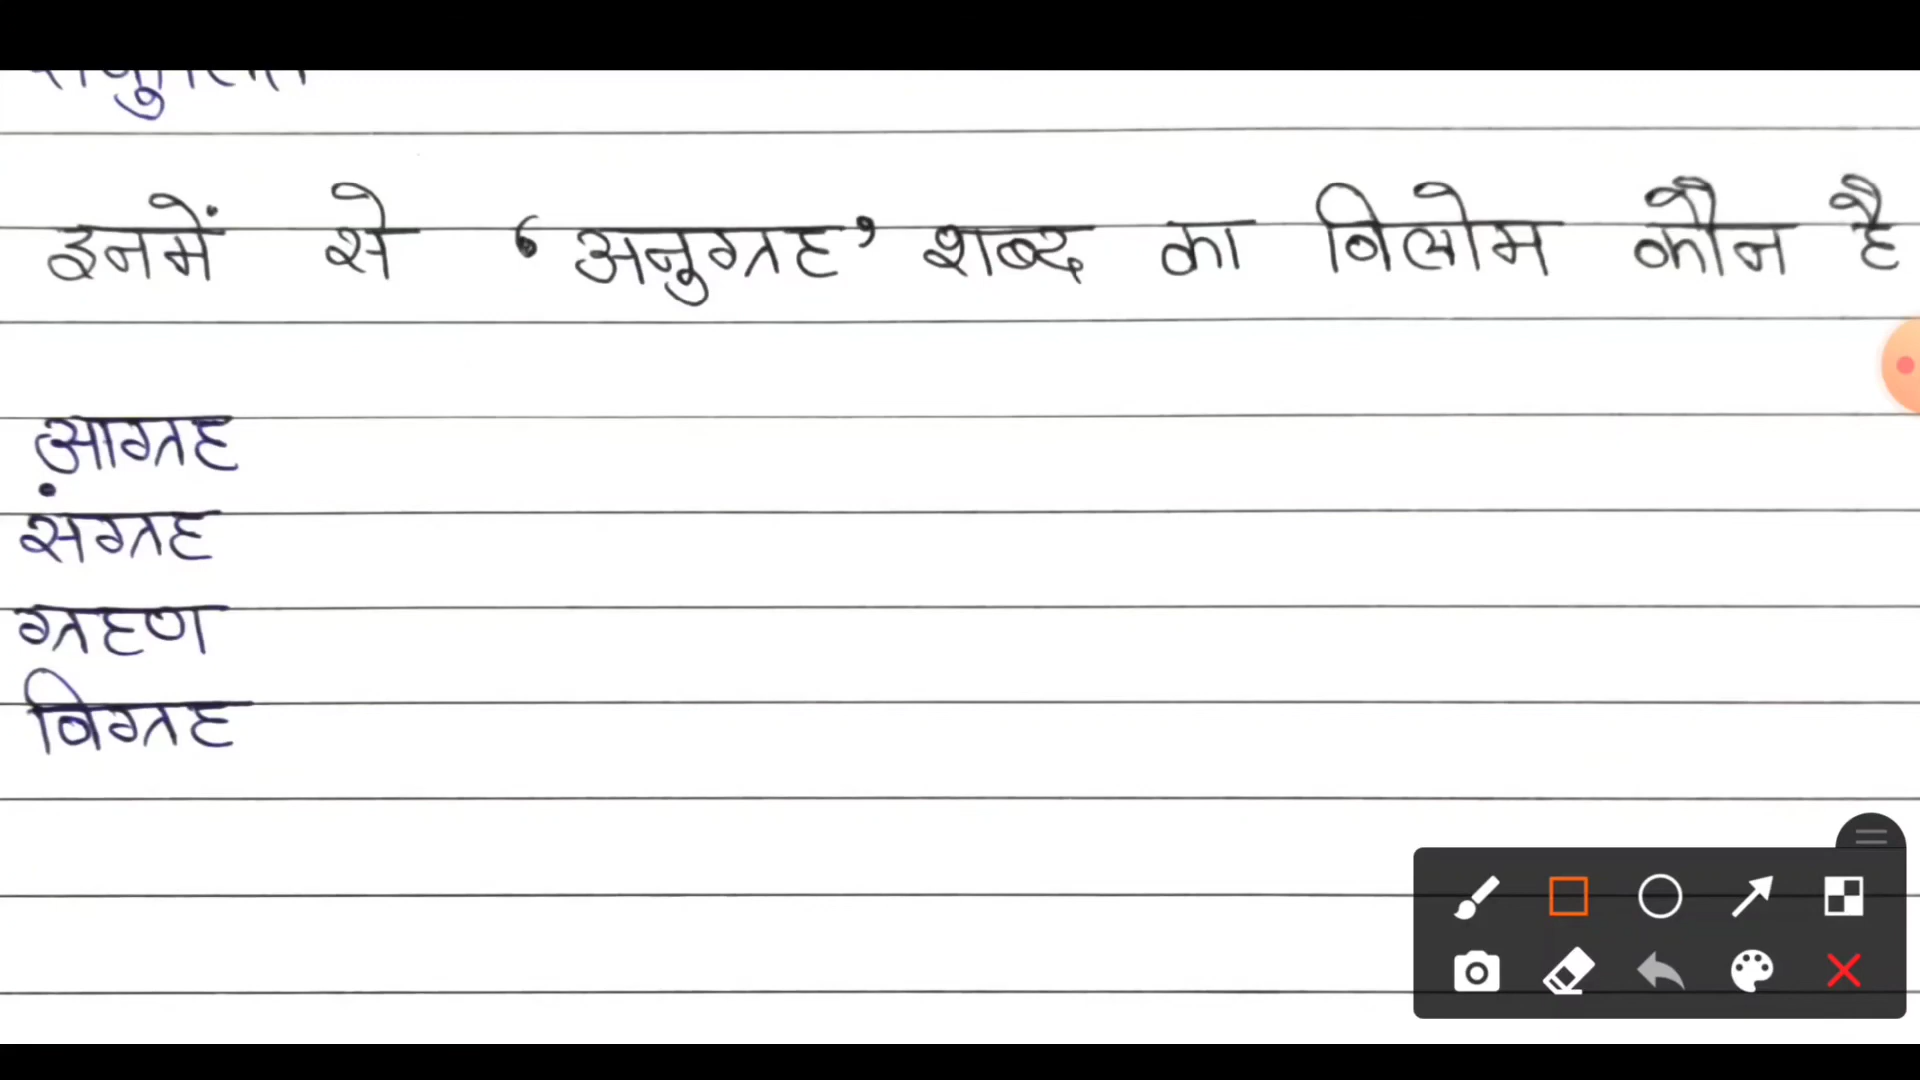 इनमें से ‘अनुग्रह’ शब्द का विलोम कौन है
आग्रह
संग्रह
ग्रहण
विग्रह